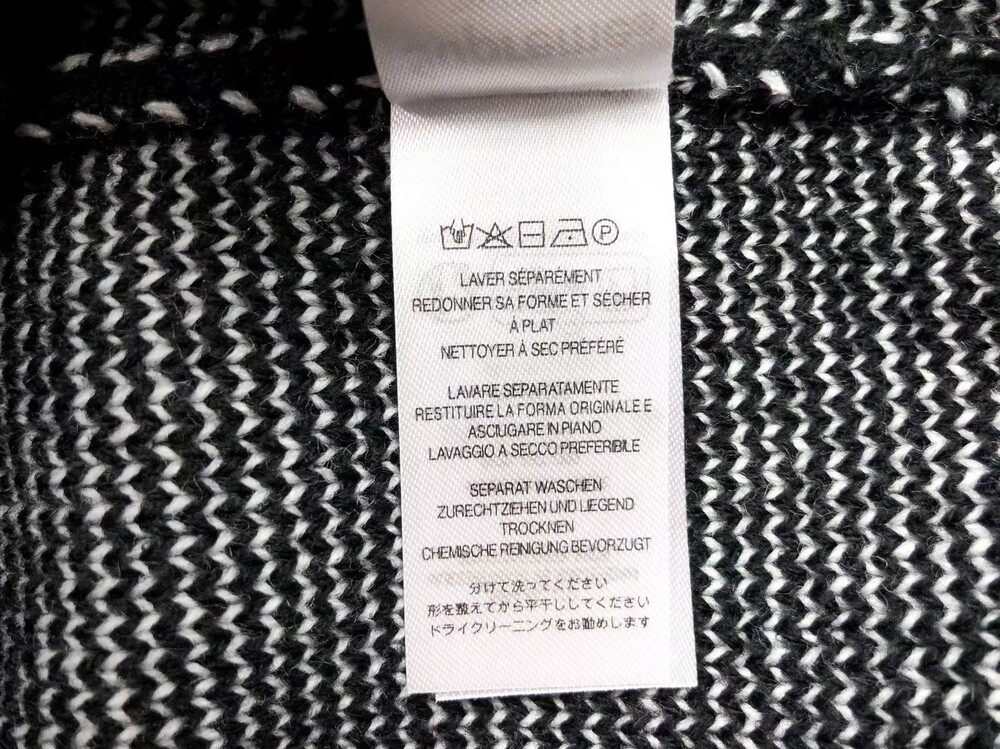 P
LAVER SÉPARÉMENT
REDONNER SA FORME ET SÉCHER
À PLAT
NETTOYER À SEC PRÉFÉRÉ
LAVARE SEPARATAMENTE
RESTITUIRE LA FORMA ORIGINALE E
ASCIUGARE IN PIANO
LAVAGGIO A SECCO PREFERIBILE
SEPARAT WASCHEN
ZURECHTZIEHEN UND LIEGEND
TROCKNEN
CHEMISCHE REINIGUNG BEVORZUGT
分けて洗ってください
形を整えてから平干ししてください
ドライクリーニングをお勧めします